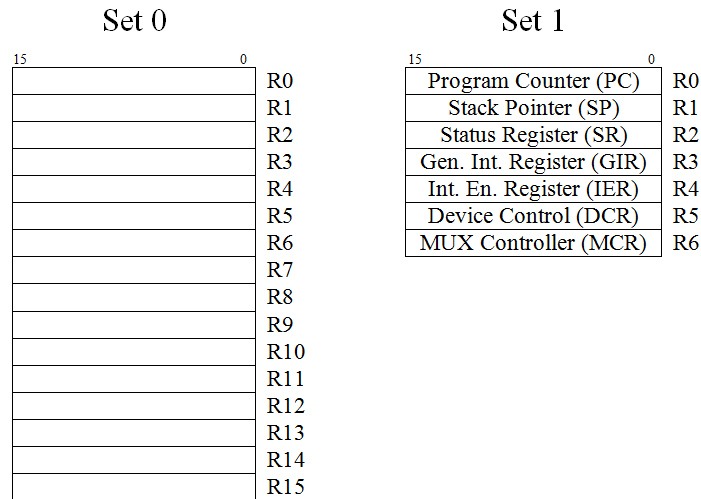 Set 0
15 0
R0
R1
R2
R3
R4
R5
R6
R7
R8
R9
R10
R11
R12
R13
R14
R15
Set 1
15 0
Program Counter (PC) R0
Stack Pointer (SP) R1
Status Register (SR) R2
Gen. Int. Register (GIR) R3
Int. En. Register (IER) R4
Device Control (DCR) R5
MUX Controller (MCR) R6